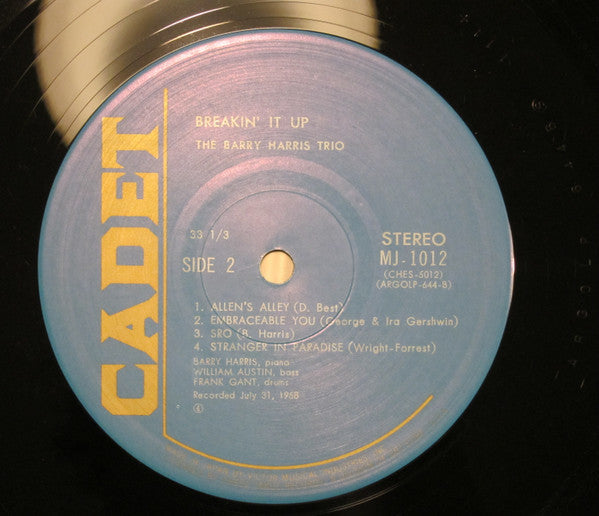 CADET
BREAKIN' IT UP
THE BARRY HARRIS TRIO
33 1/3
SIDE 2
STEREO
MJ-1012
(CHES-5012)
(ARGOLP-644-B)
1. ALLEN'S ALLEY (D. Best)
2. EMBRACEABLE YOU (George & Ira Gershwin)
3. SRO (B. Harris)
4. STRANGER IN PARADISE (Wright-Forrest)
BARRY HARRIS, piano
WILLIAM AUSTIN, bass
FRANK GANT, drums
Recorded July 31, 1958
④